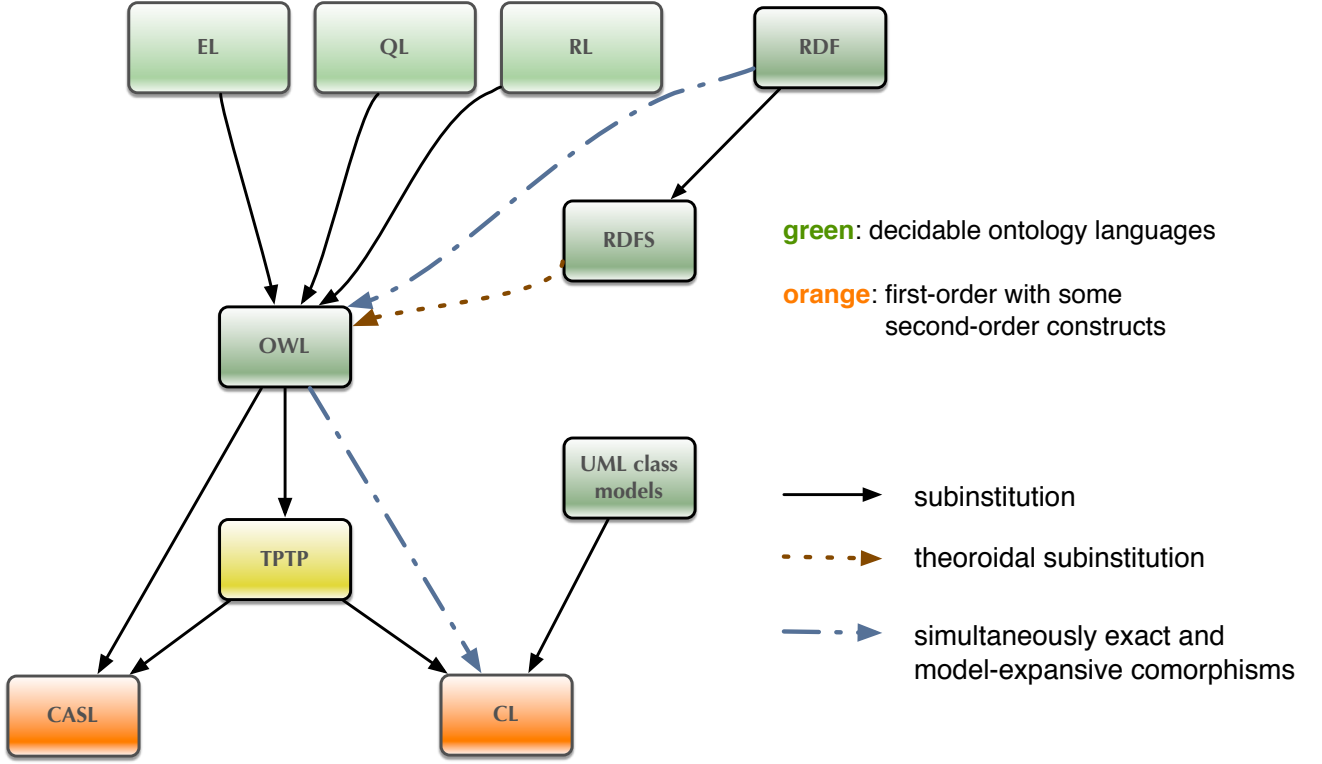 EL
QL
RL
RDF
RDFS
green: decidable ontology languages
orange: first-order with some
second-order constructs
OWL
UML class
models
subinstitution
TPTP
theoroidal subinstitution
simultaneously exact and
model-expansive comorphisms
CASL
CL